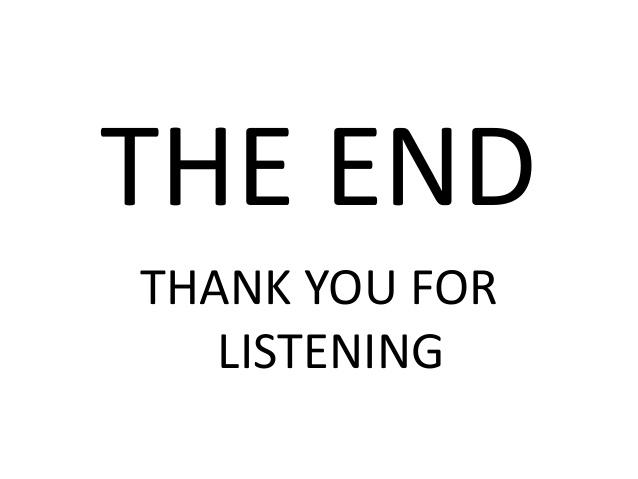 THE END
THANK YOU FOR
LISTENING